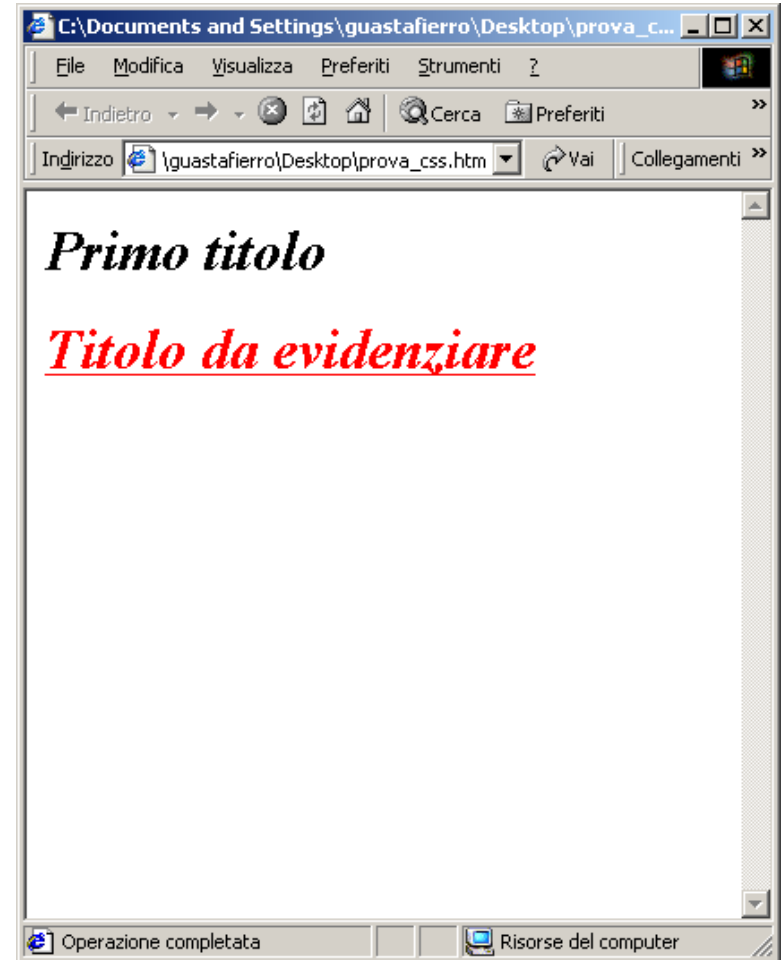 C:\Documents and Settings\guastafierro\Desktop\prova_c...
File Modifica Visualizza Preferiti Strumenti ?
Indietro Cerca Preferiti »
Indirizzo \guastafierro\Desktop\prova_css.htm Vai Collegamenti »
Primo titolo
Titolo da evidenziare
Operazione completata Risorse del computer